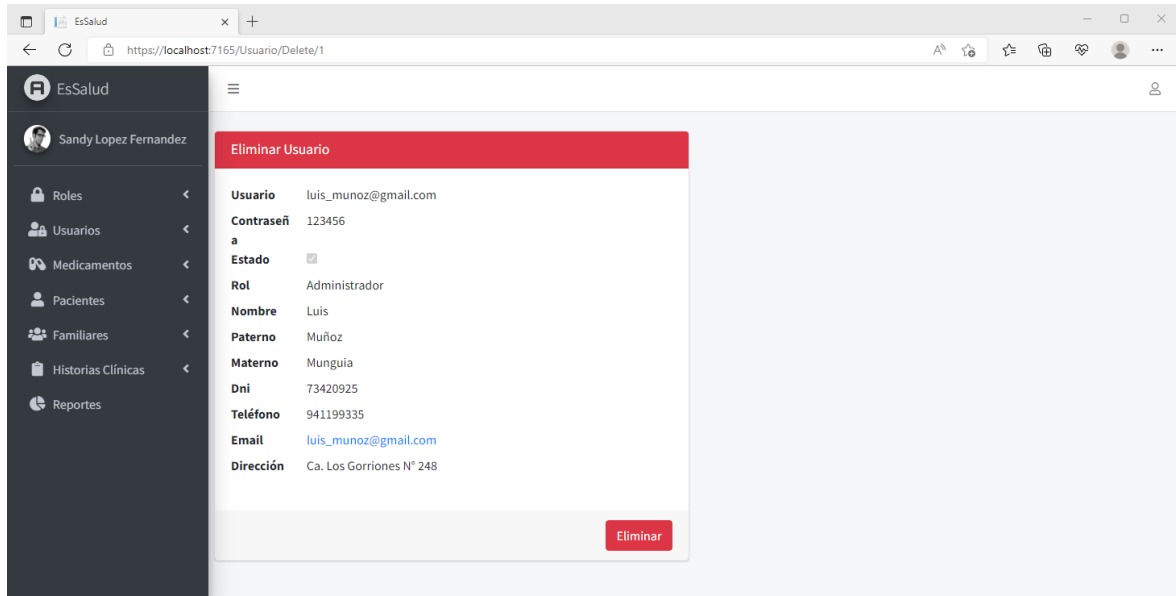 EsSalud
https://localhost:7165/Usuario/Delete/1
EsSalud
Sandy Lopez Fernandez
Roles
Usuarios
Medicamentos
Pacientes
Familiares
Historias Clínicas
Reportes
Eliminar Usuario
Usuario luis_munoz@gmail.com
Contraseñ 123456
a
Estado
Rol Administrador
Nombre Luis
Paterno Muñoz
Materno Munguia
Dni 73420925
Teléfono 941199335
Email luis_munoz@gmail.com
Dirección Ca. Los Gorriones N° 248
Eliminar